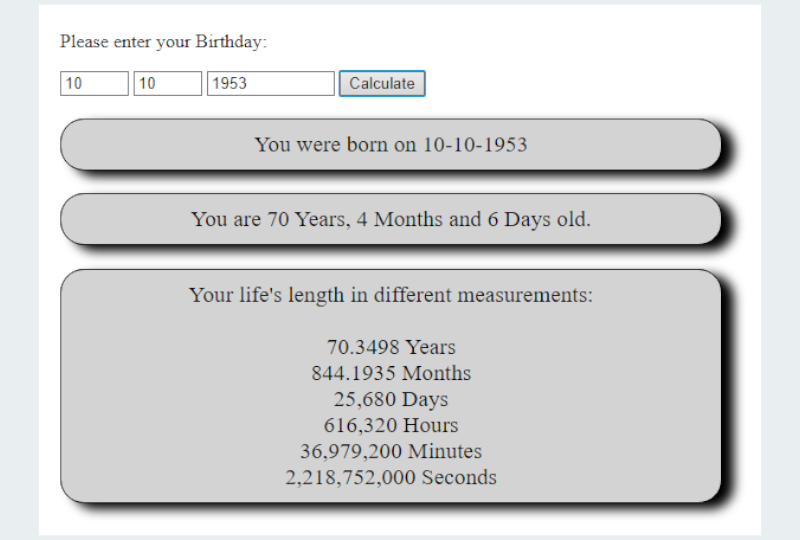 Please enter your Birthday:
10 10 1953 Calculate
You were born on 10-10-1953
You are 70 Years, 4 Months and 6 Days old.
Your life's length in different measurements:
70.3498 Years
844.1935 Months
25,680 Days
616,320 Hours
36,979,200 Minutes
2,218,752,000 Seconds